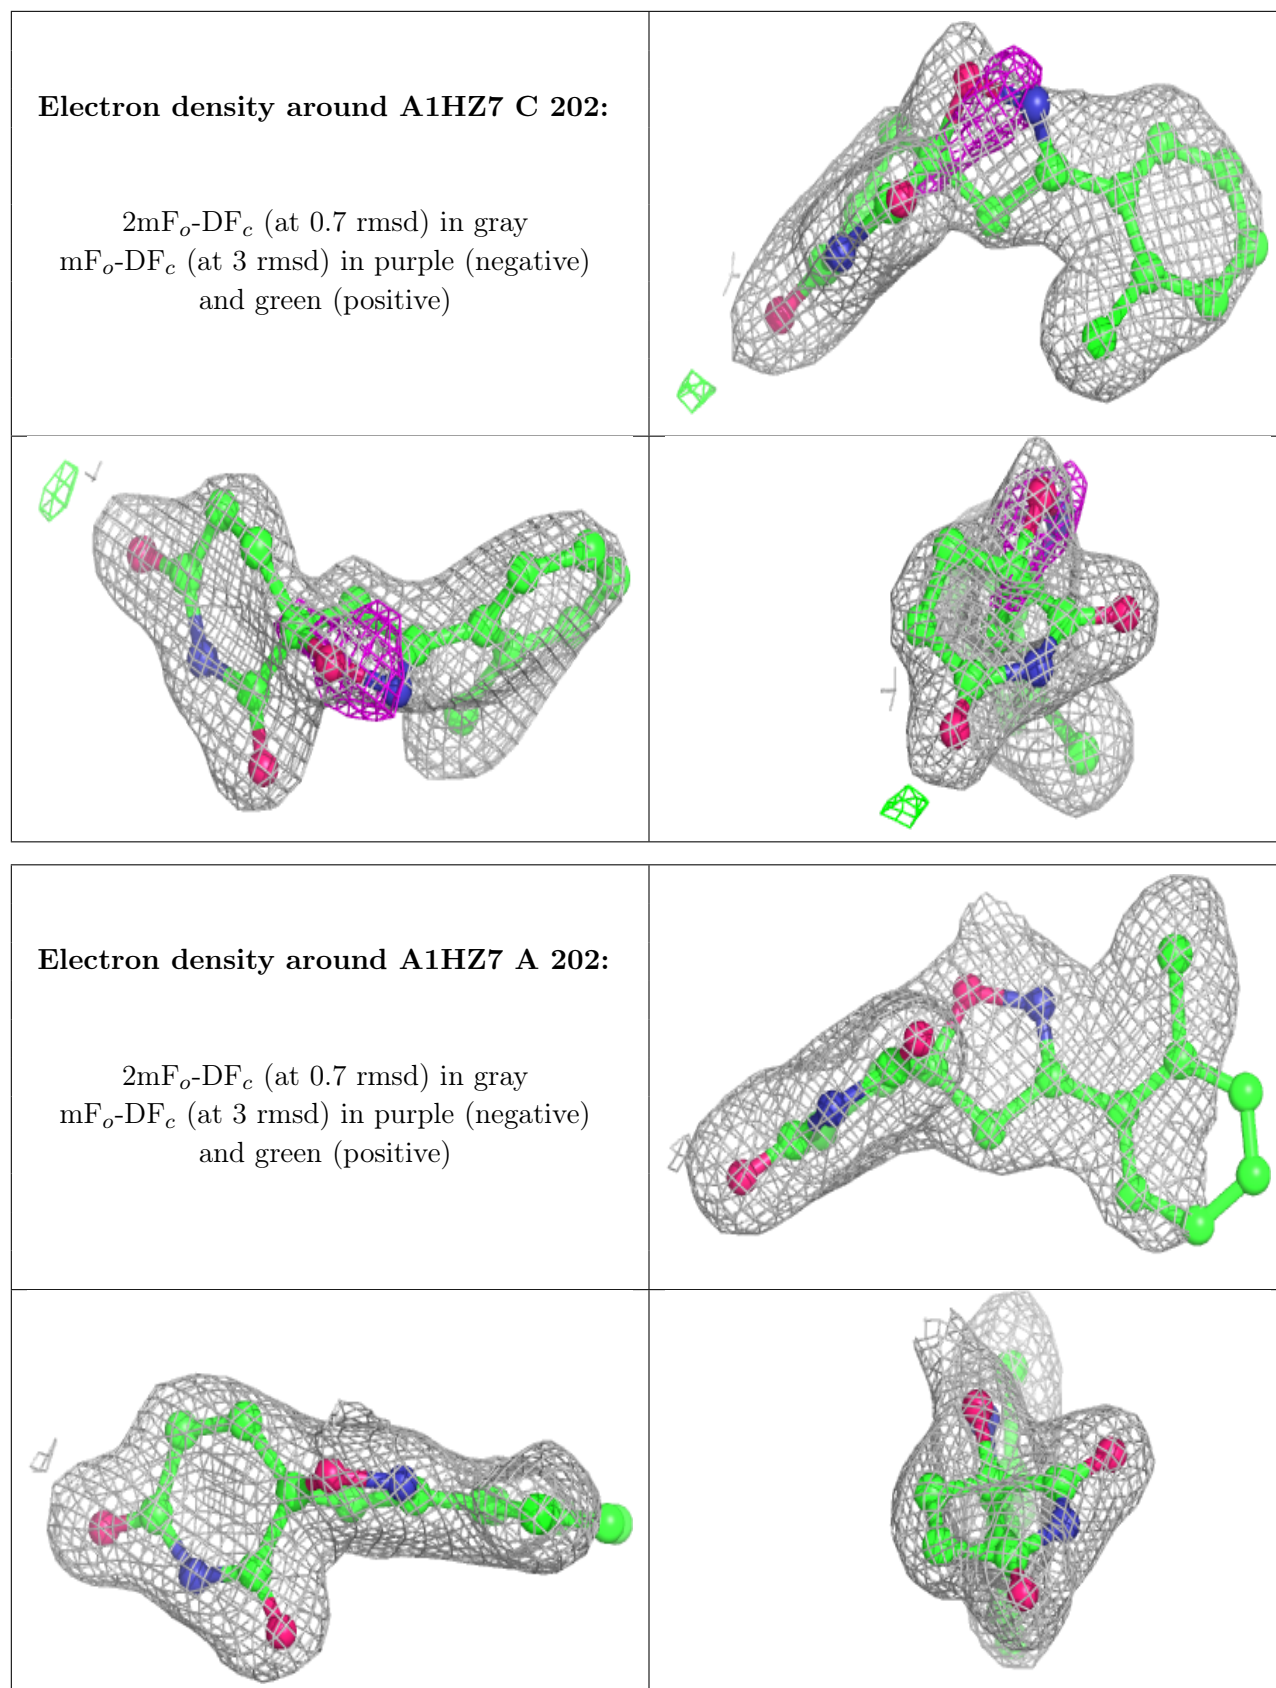 Electron density around A1HZ7 C 202:
2mFo-DFc (at 0.7 rmsd) in gray
mFo-DFc (at 3 rmsd) in purple (negative)
and green (positive)
Electron density around A1HZ7 A 202:
2mFo-DFc (at 0.7 rmsd) in gray
mFo-DFc (at 3 rmsd) in purple (negative)
and green (positive)